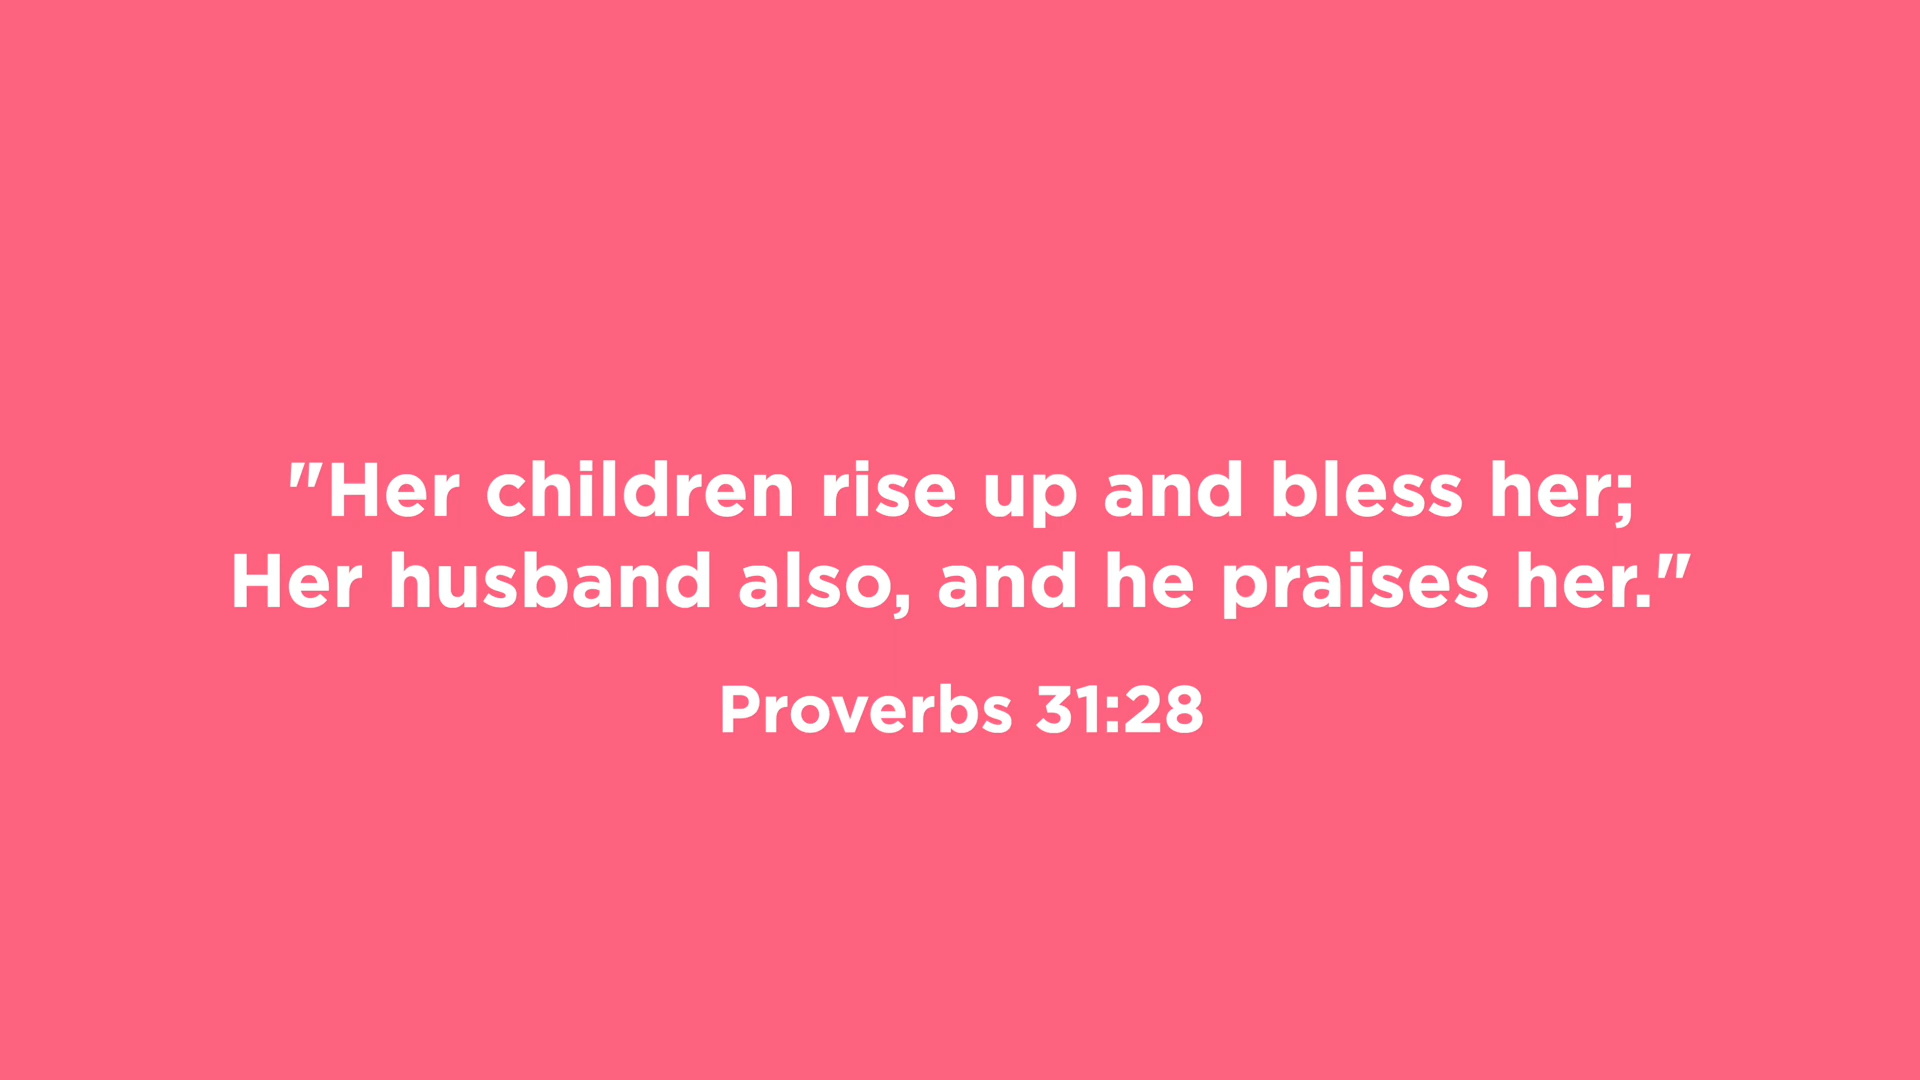 "Her children rise up and bless her;
Her husband also, and he praises her."
Proverbs 31:28